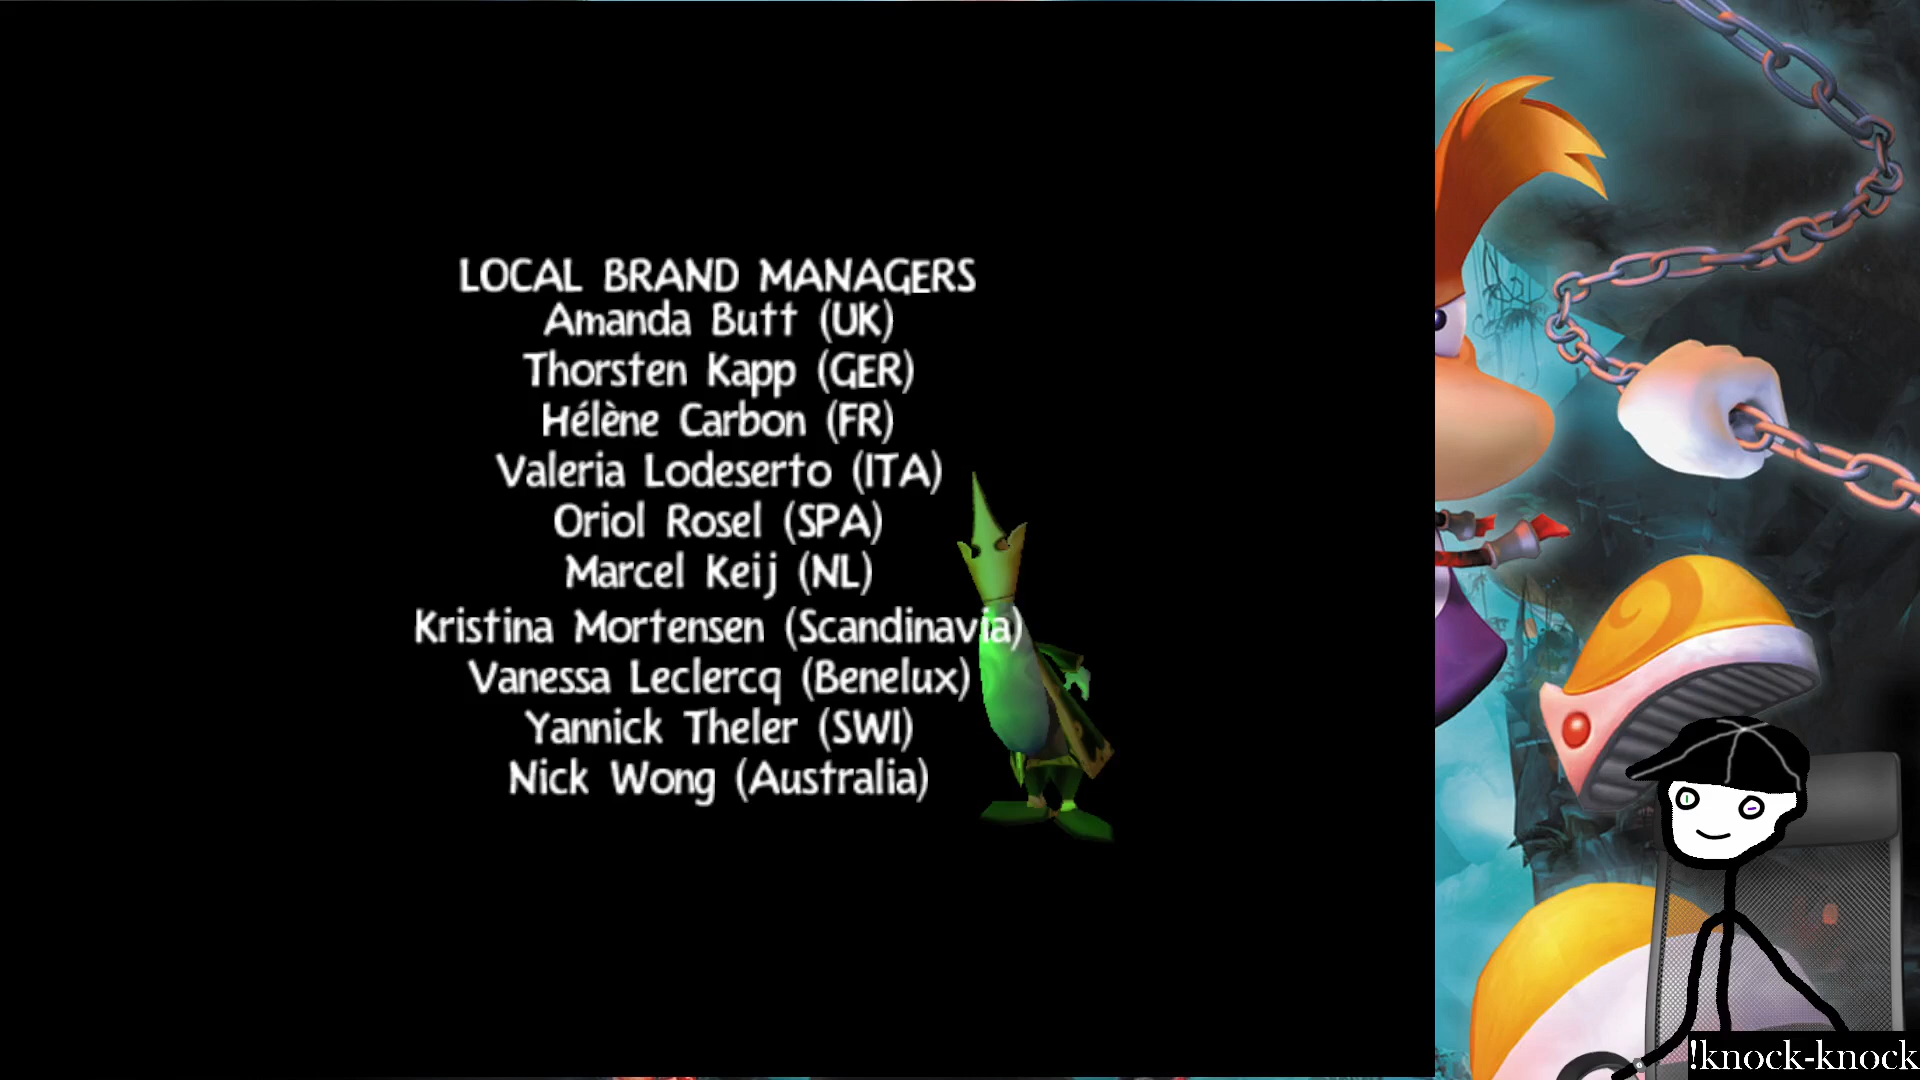 LOCAL BRAND MANAGERS
Amanda Butt (UK)
Thorsten Kapp (GER)
Hélène Carbon (FR)
Valeria Lodeserto (ITA)
Oriol Rosel (SPA)
Marcel Keij (NL)
Kristina Mortensen (Scandinavia)
Vanessa Leclercq (Benelux)
Yannick Theler (SWI)
Nick Wong (Australia)
!knock-knock